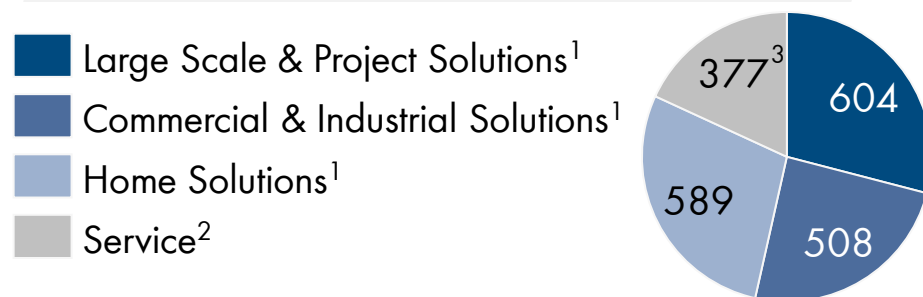 Large Scale & Project Solutions¹
Commercial & Industrial Solutions¹
Home Solutions¹
Service²
377³
604
589
508